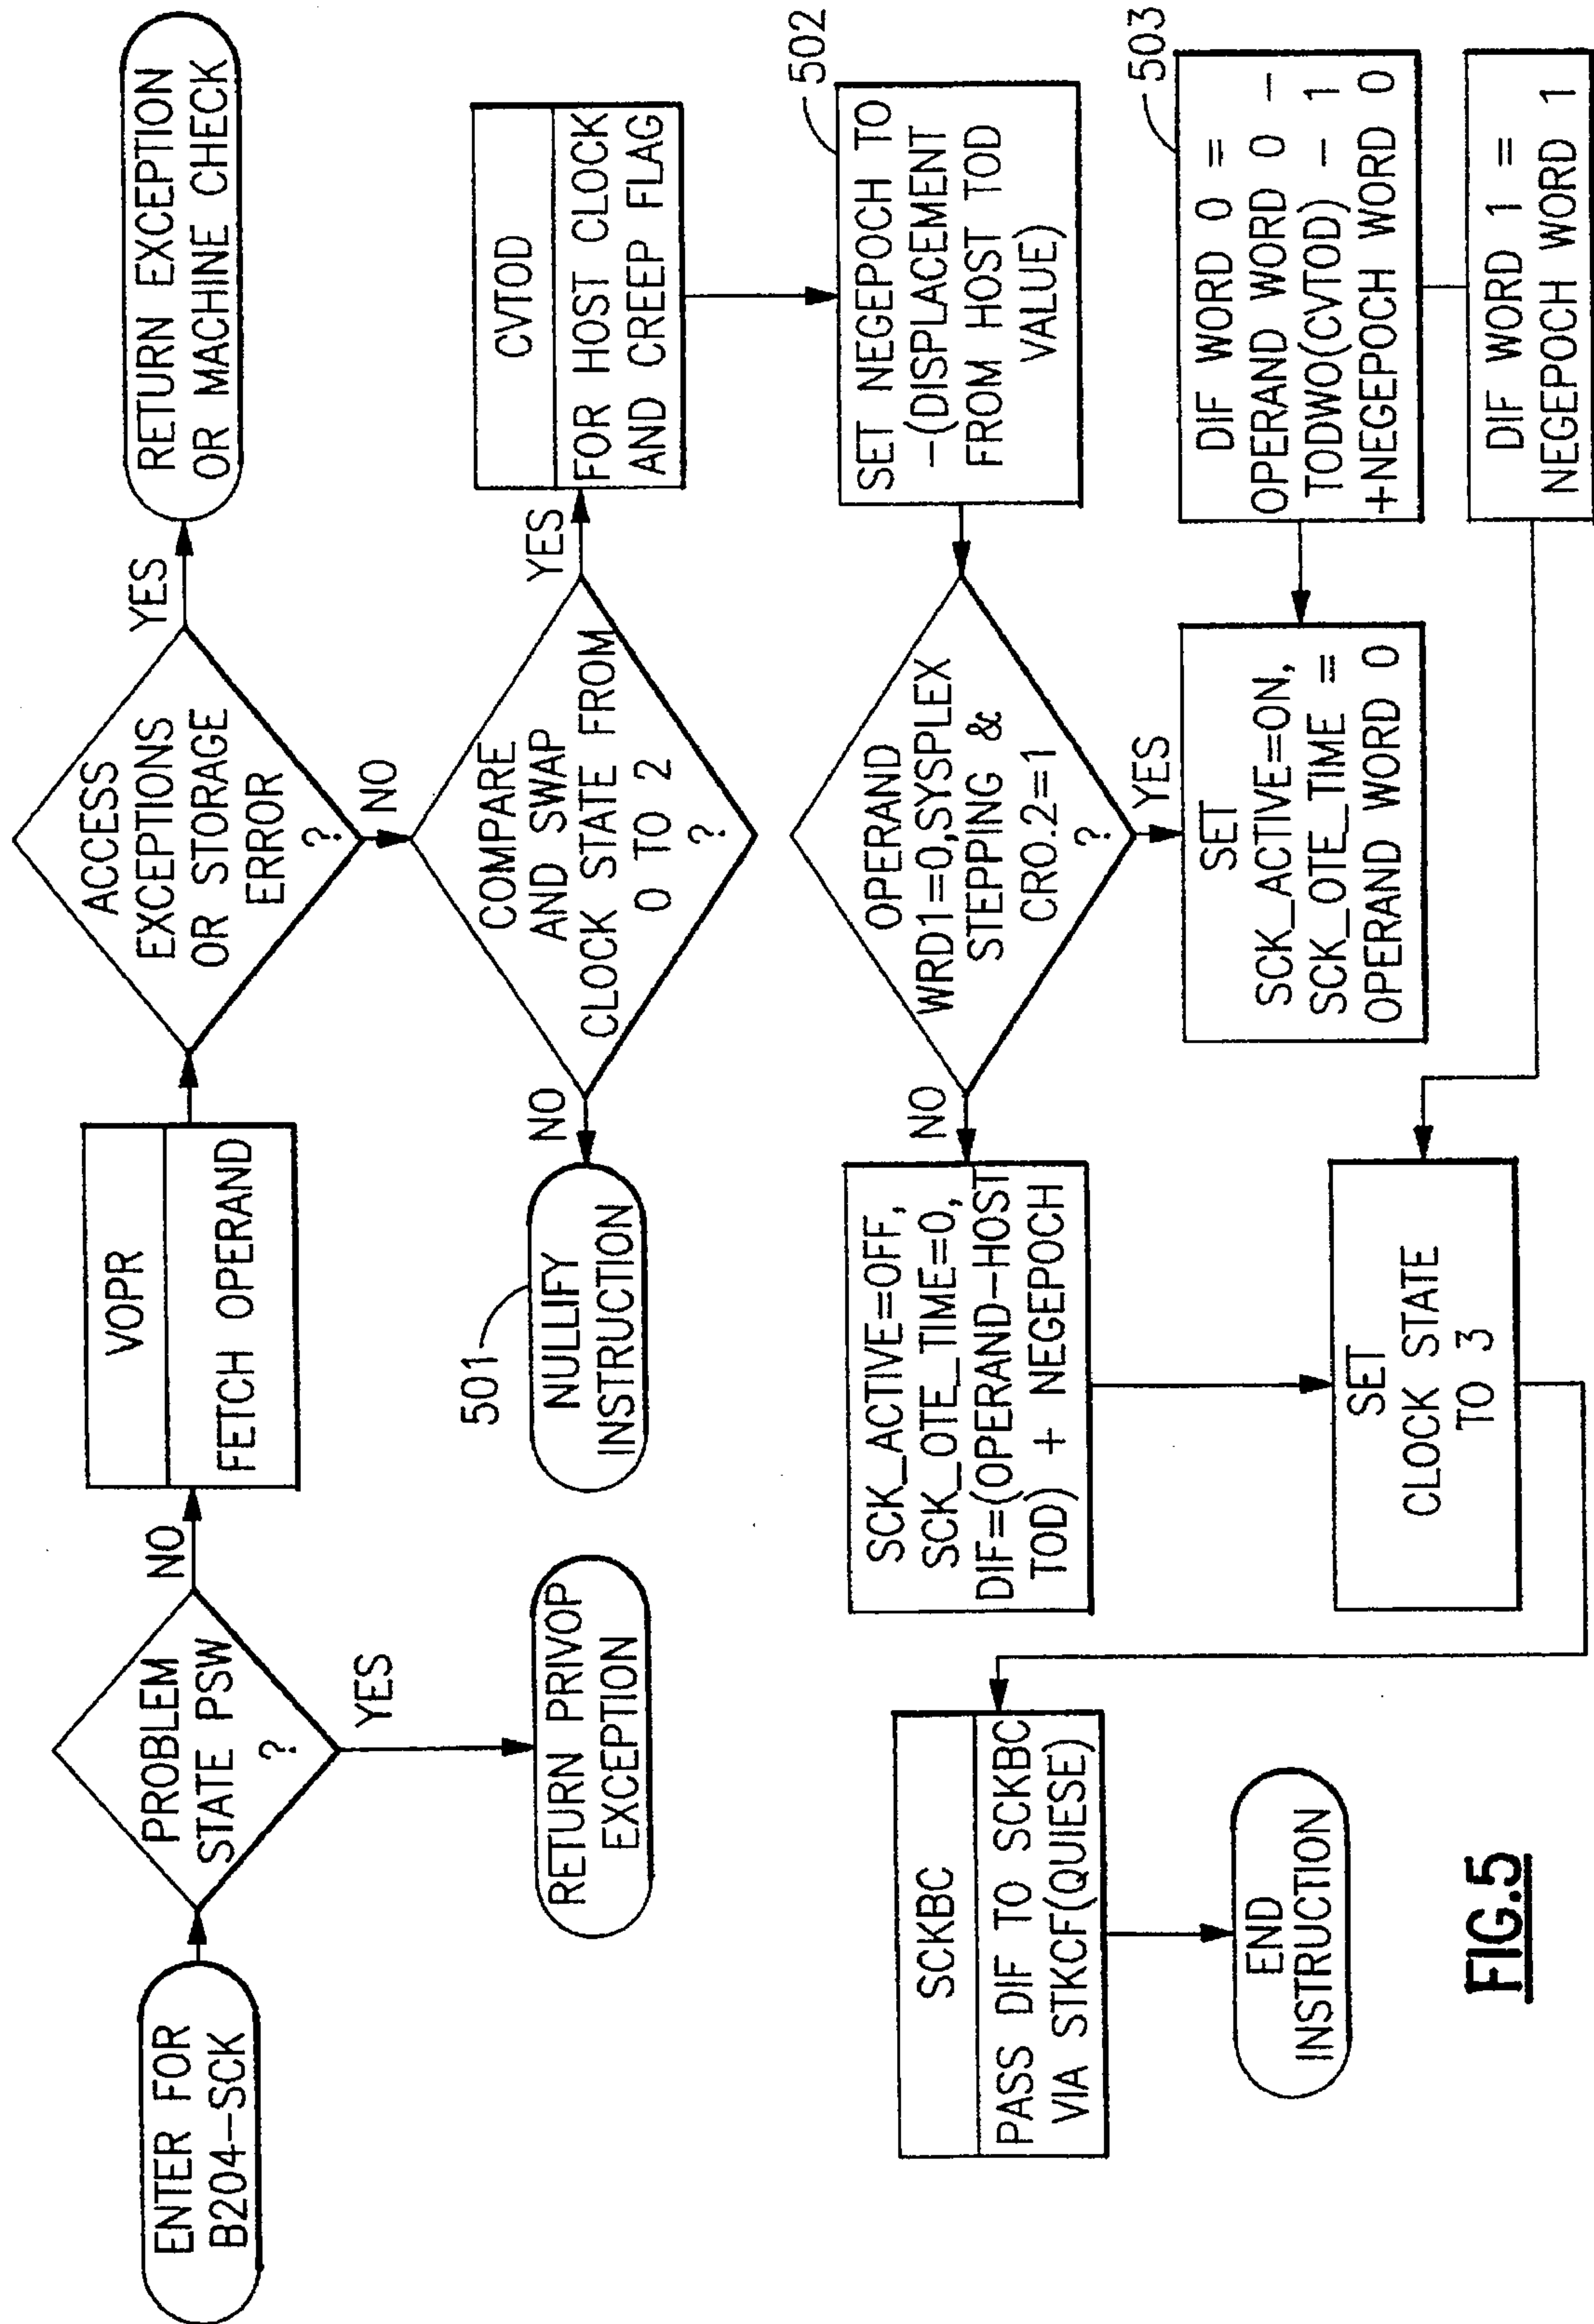 ENTER FOR
B204-SCK
PROBLEM
STATE PSW
?
NO
YES
RETURN PRIVOP
EXCEPTION
VOPR
FETCH OPERAND
ACCESS
EXCEPTIONS
OR STORAGE
ERROR
?
YES
RETURN EXCEPTION
OR MACHINE CHECK
NO
COMPARE
AND SWAP
CLOCK STATE FROM
0 TO 2
?
NO
501
NULLIFY
INSTRUCTION
YES
CVTOD
FOR HOST CLOCK
AND CREEP FLAG
502
SET NEGEPOCH TO
-(DISPLACEMENT
FROM HOST TOD
VALUE)
OPERAND
WRD1=0,SYSPLEX
STEPPING &
CR0.2=1
?
NO
SCK_ACTIVE=OFF,
SCK_OTE_TIME=0,
DIF=(OPERAND-HOST
TOD) + NEGEPOCH
YES
SET
SCK_ACTIVE=ON,
SCK_OTE_TIME =
OPERAND WORD 0
503
DIF WORD 0 =
OPERAND WORD 0 -
TODWO(CVTOD) - 1
+NEGEPOCH WORD 0
DIF WORD 1 =
NEGEPOCH WORD 1
SET
CLOCK STATE
TO 3
SCKBC
PASS DIF TO SCKBC
VIA STKCF(QUIESE)
END
INSTRUCTION
FIG.5